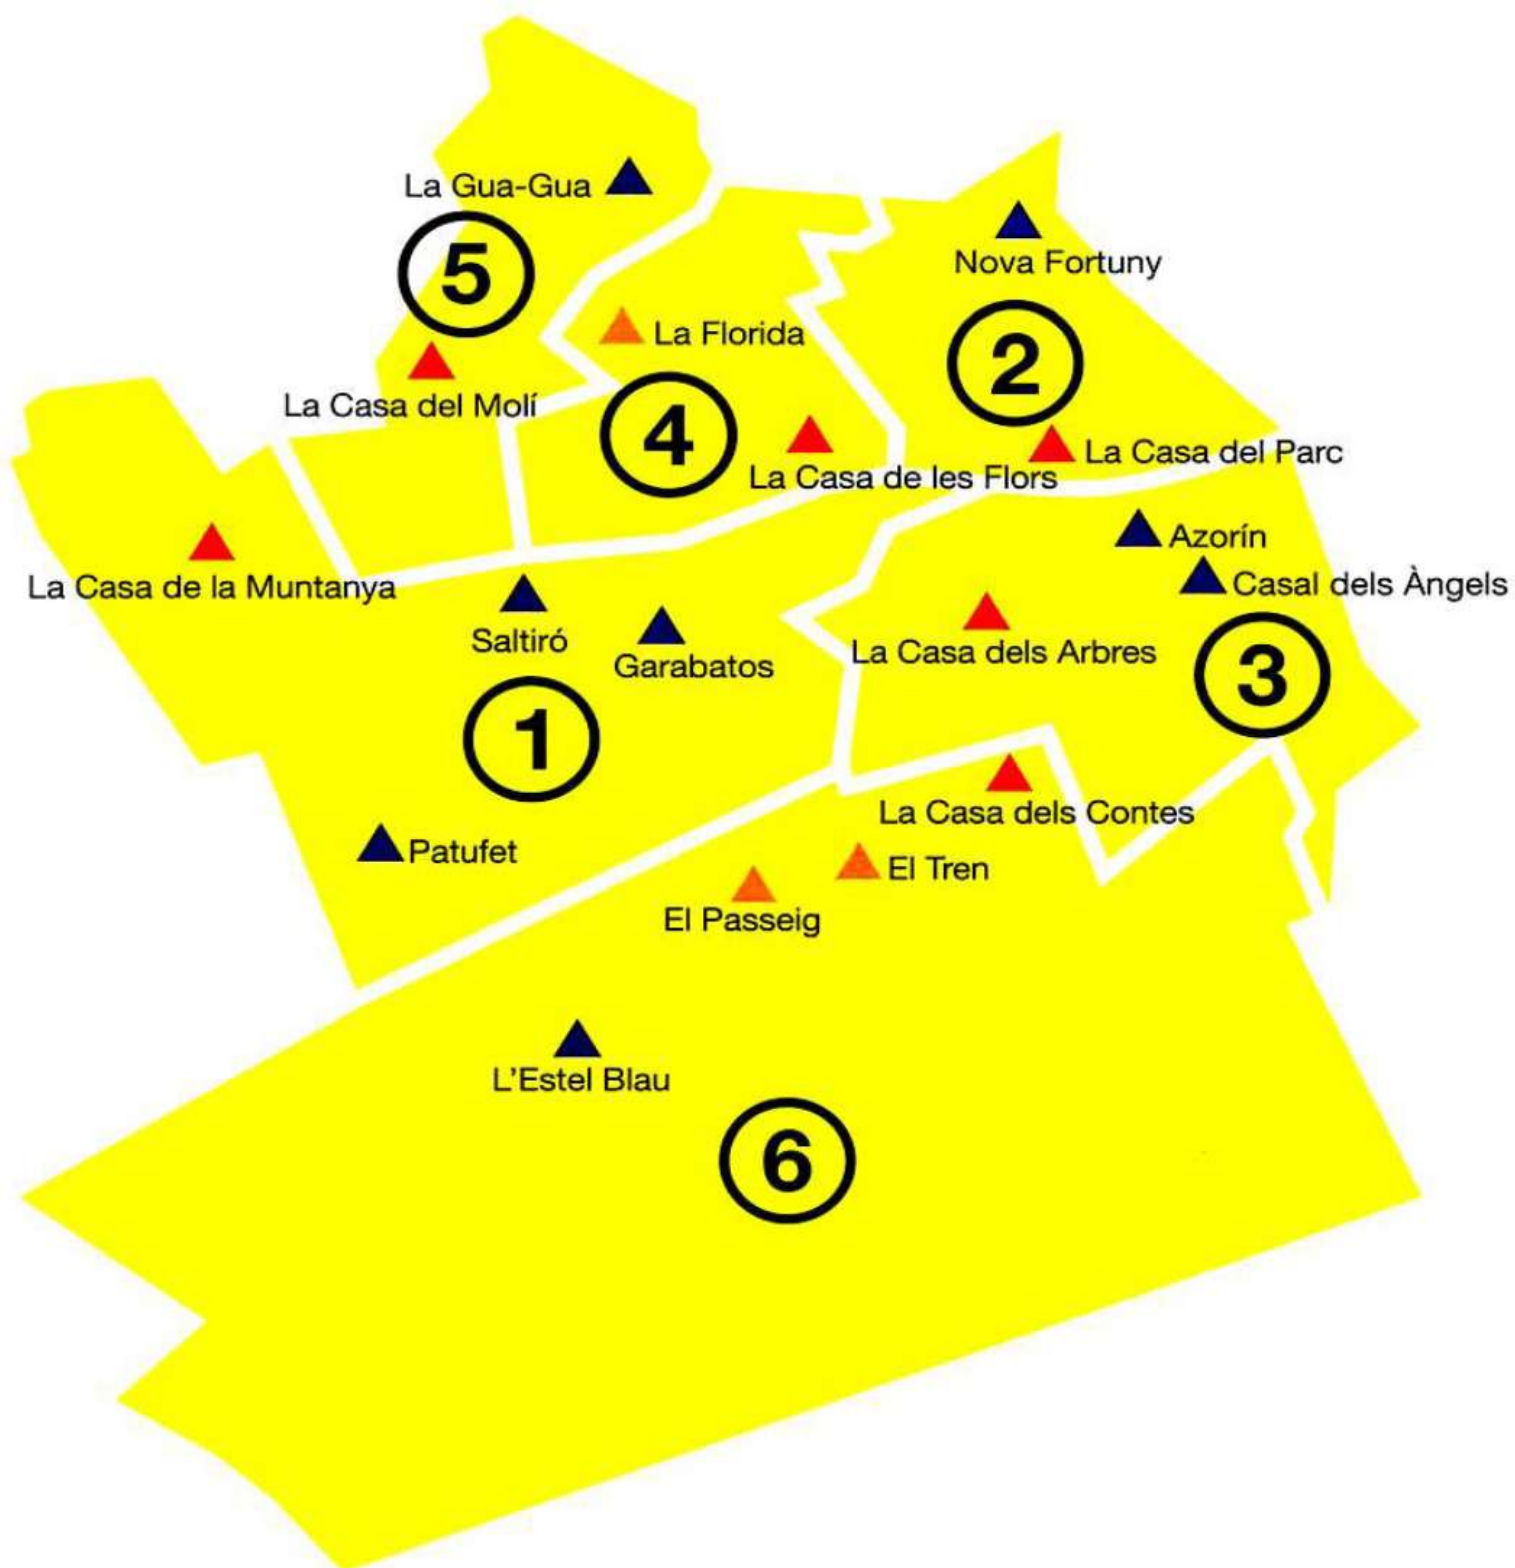 La Gua-Gua
5
Nova Fortuny
La Florida
2
La Casa del Molí
4
La Casa del Parc
La Casa de les Flors
Azorín
La Casa de la Muntanya
Casal dels Àngels
Saltiró
Garabatos
La Casa dels Arbres
3
1
La Casa dels Contes
Patufet
El Tren
El Passeig
L'Estel Blau
6